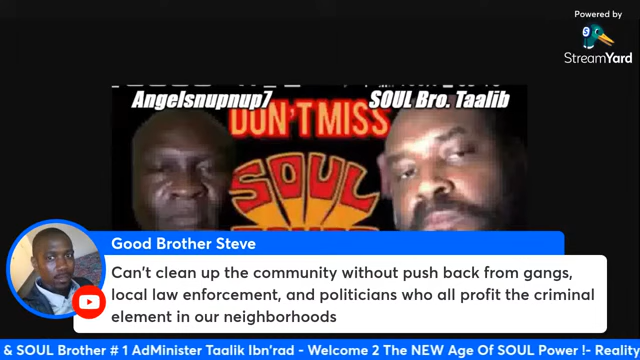 Powered by
StreamYard
Angelsnupnup7 SOUL Bro. Taalib
DON'T MISS
SOUL
Good Brother Steve
Can't clean up the community without push back from gangs,
local law enforcement, and politicians who all profit the criminal
element in our neighborhoods
& SOUL Brother # 1 AdMinister Taalik Ibn'rad - Welcome 2 The NEW Age Of SOUL Power !- Reality